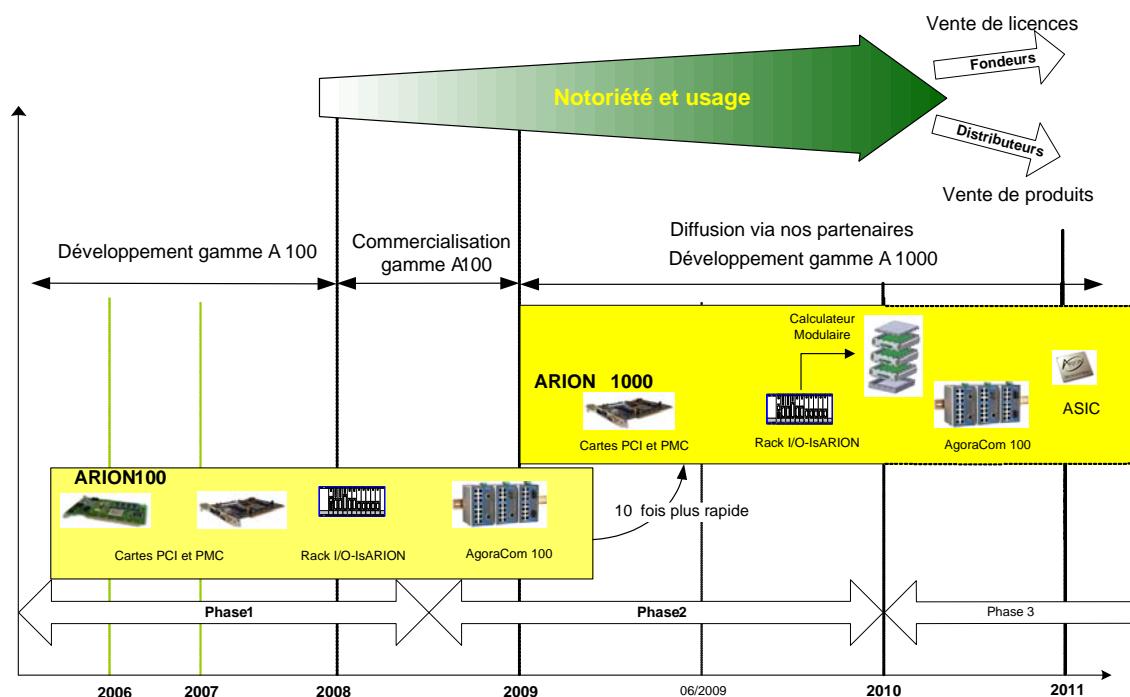 Vente de licences
Fondeurs
Notoriété et usage
Distributeurs
Vente de produits
Développement gamme A 100
Commercialisation
gamme A100
Diffusion via nos partenaires
Développement gamme A 1000
Calculateur
Modulaire
ARION 1000
ASIC
Cartes PCI et PMC
Rack I/O-IsARION
AgoraCom 100
ARION100
10 fois plus rapide
Cartes PCI et PMC
Rack I/O-IsARION
AgoraCom 100
Phase1
Phase2
Phase 3
2006
2007
2008
2009
06/2009
2010
2011